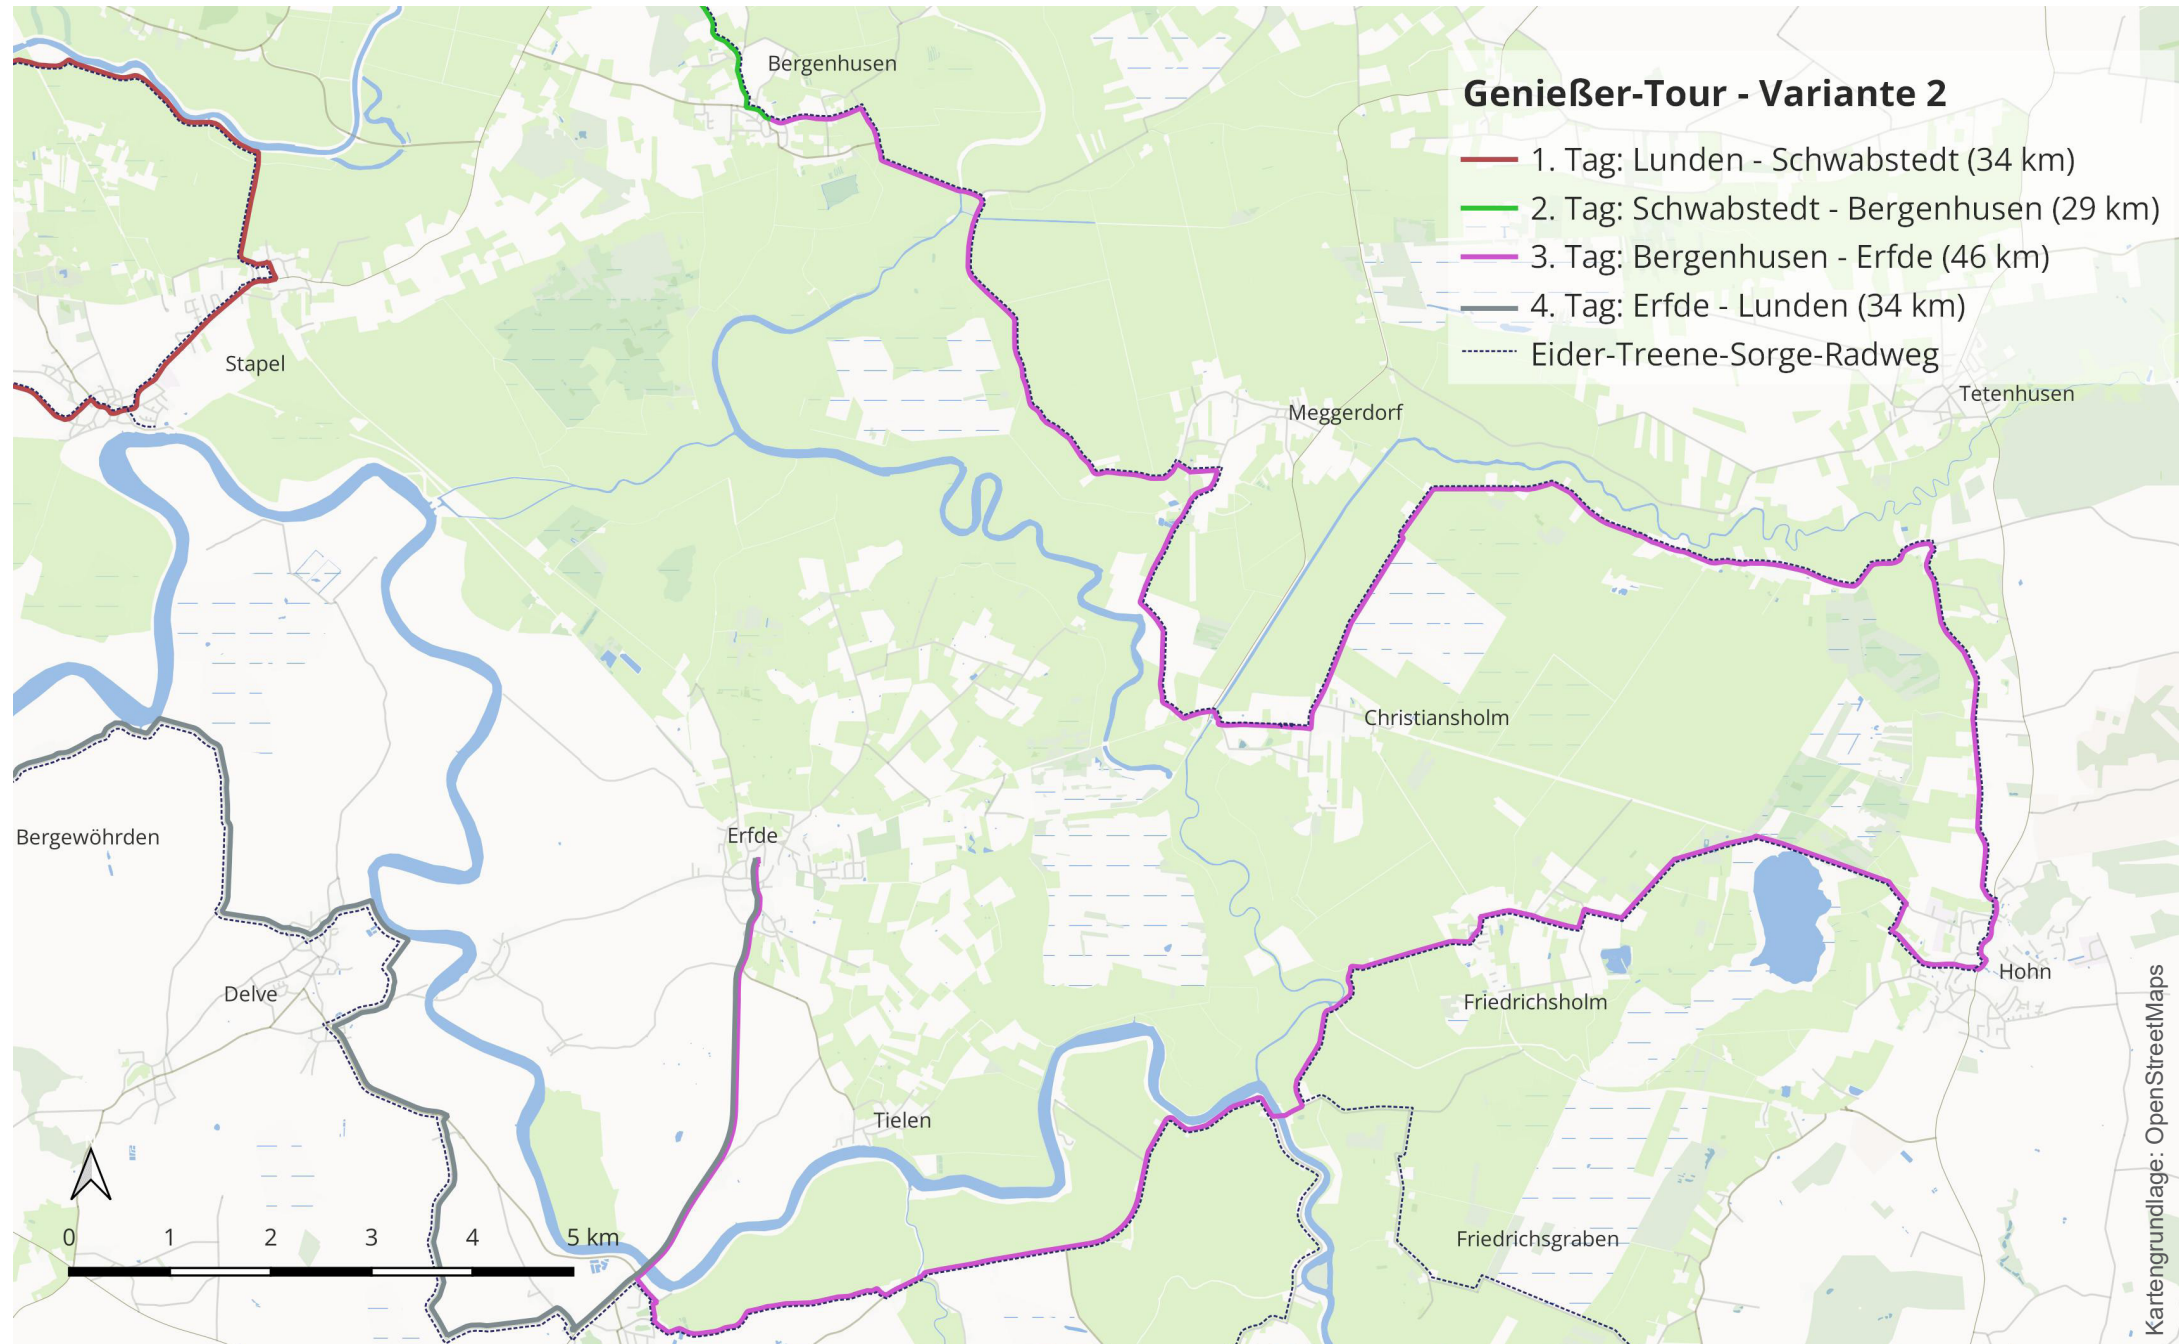 Bergenhusen
Genießer-Tour - Variante 2
1. Tag: Lunden - Schwabstedt (34 km)
2. Tag: Schwabstedt - Bergenhusen (29 km)
3. Tag: Bergenhusen - Erfde (46 km)
4. Tag: Erfde - Lunden (34 km)
Eider-Treene-Sorge-Radweg
Stapel
Tetenhusen
Meggerdorf
Christiansholm
Erfde
Bergewöhrden
Hohn
Delve
Friedrichsholm
Tielen
Friedrichsgraben
0 1 2 3 4 5 km
Kartengrundlage: OpenStreetMaps